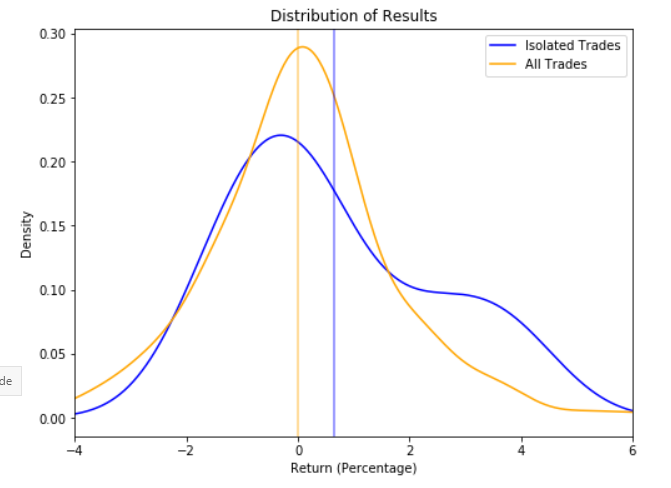 Distribution of Results
Isolated Trades
All Trades
0.30
0.25
0.20
0.15
0.10
0.05
0.00
Density
−4
−2
0
2
4
6
Return (Percentage)
de